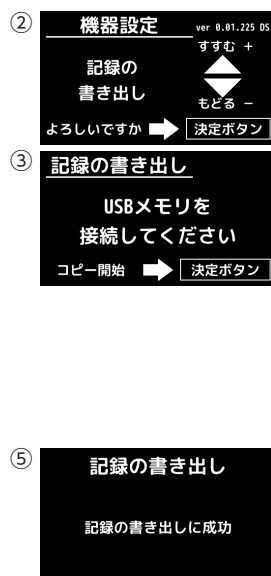 ②
機器設定 ver 0.01.225 DS
すすむ +
記録の
書き出し
もどる −
よろしいですか 決定ボタン
③
記録の書き出し
USBメモリを
接続してください
コピー開始 決定ボタン
⑤
記録の書き出し
記録の書き出しに成功